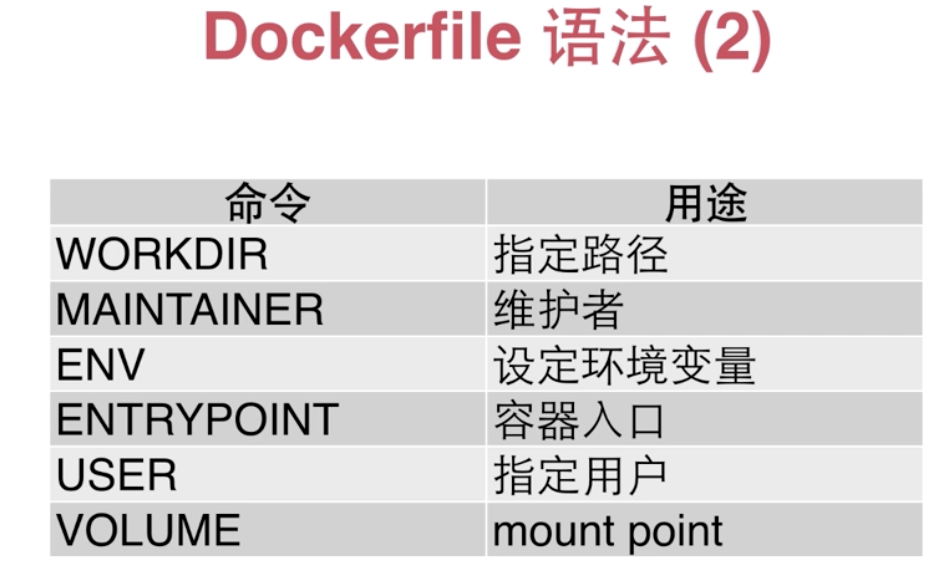 Dockerfile 语法 (2)
命令 用途
WORKDIR 指定路径
MAINTAINER 维护者
ENV 设定环境变量
ENTRYPOINT 容器入口
USER 指定用户
VOLUME mount point